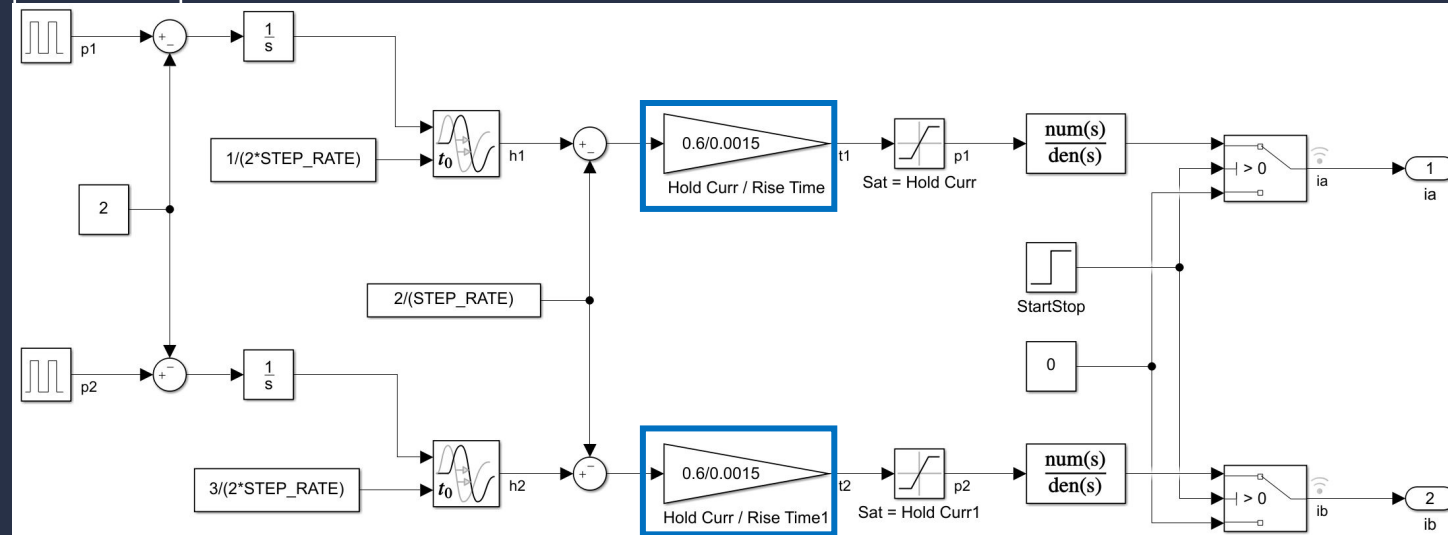 p1
1
s
1/(2*STEP_RATE)
t0
h1
0.6/0.0015
Hold Curr / Rise Time
t1
p1
Sat = Hold Curr
num(s)
den(s)
> 0
ia
1
ia
2
2/(STEP_RATE)
StartStop
0
p2
1
s
3/(2*STEP_RATE)
t0
h2
0.6/0.0015
Hold Curr / Rise Time1
t2
p2
Sat = Hold Curr1
num(s)
den(s)
> 0
ib
2
ib